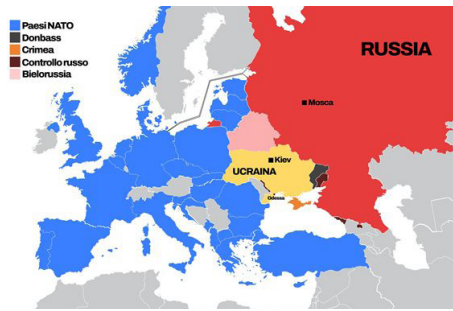 Paesi NATO
Donbass
Crimea
Controllo russo
Bielorussia
RUSSIA
Mosca
Kiev
UCRAINA
Odessa